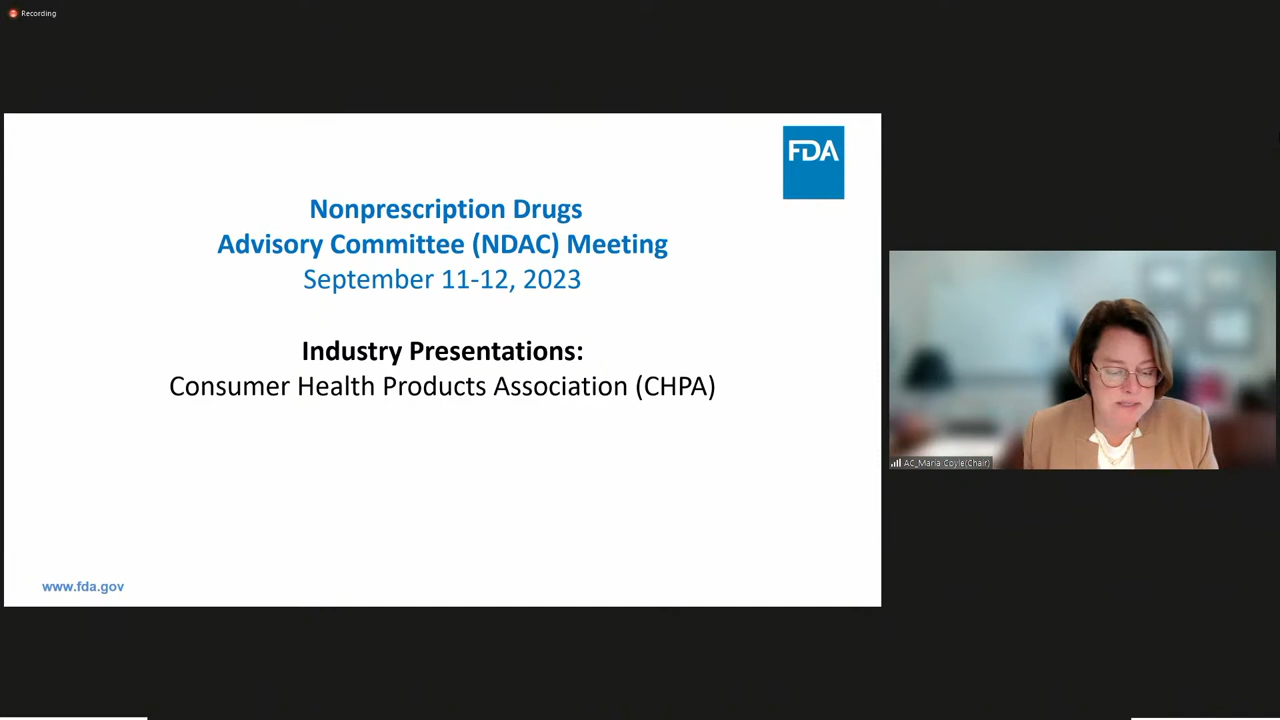 Recording
FDA
Nonprescription Drugs
Advisory Committee (NDAC) Meeting
September 11-12, 2023
Industry Presentations:
Consumer Health Products Association (CHPA)
www.fda.gov
AC_Maria Coyle(Chair)